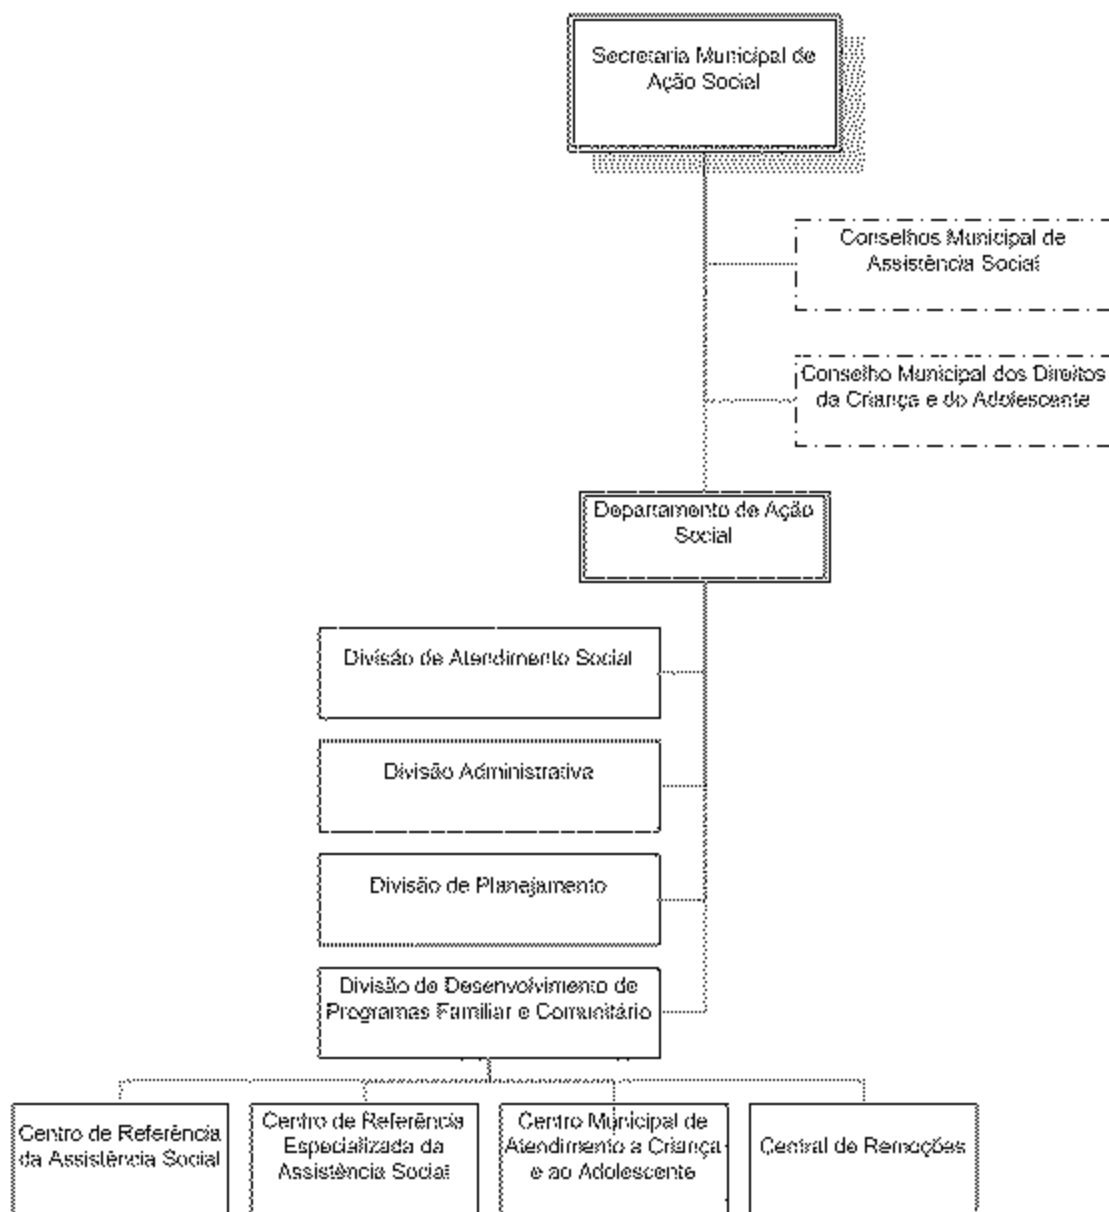 Secretaria Municipal de
Ação Social
Conselhos Municipal de
Assistência Social
Conselho Municipal dos Direitos
da Criança e do Adolescente
Departamento de Ação
Social
Divisão de Atendimento Social
Divisão Administrativa
Divisão de Planejamento
Divisão de Desenvolvimento de
Programas Familiar e Comunitário
Centro de Referência
da Assistência Social
Centro de Referência
Especializada da
Assistência Social
Centro Municipal de
Atendimento a Criança
e ao Adolescente
Central de Remoções